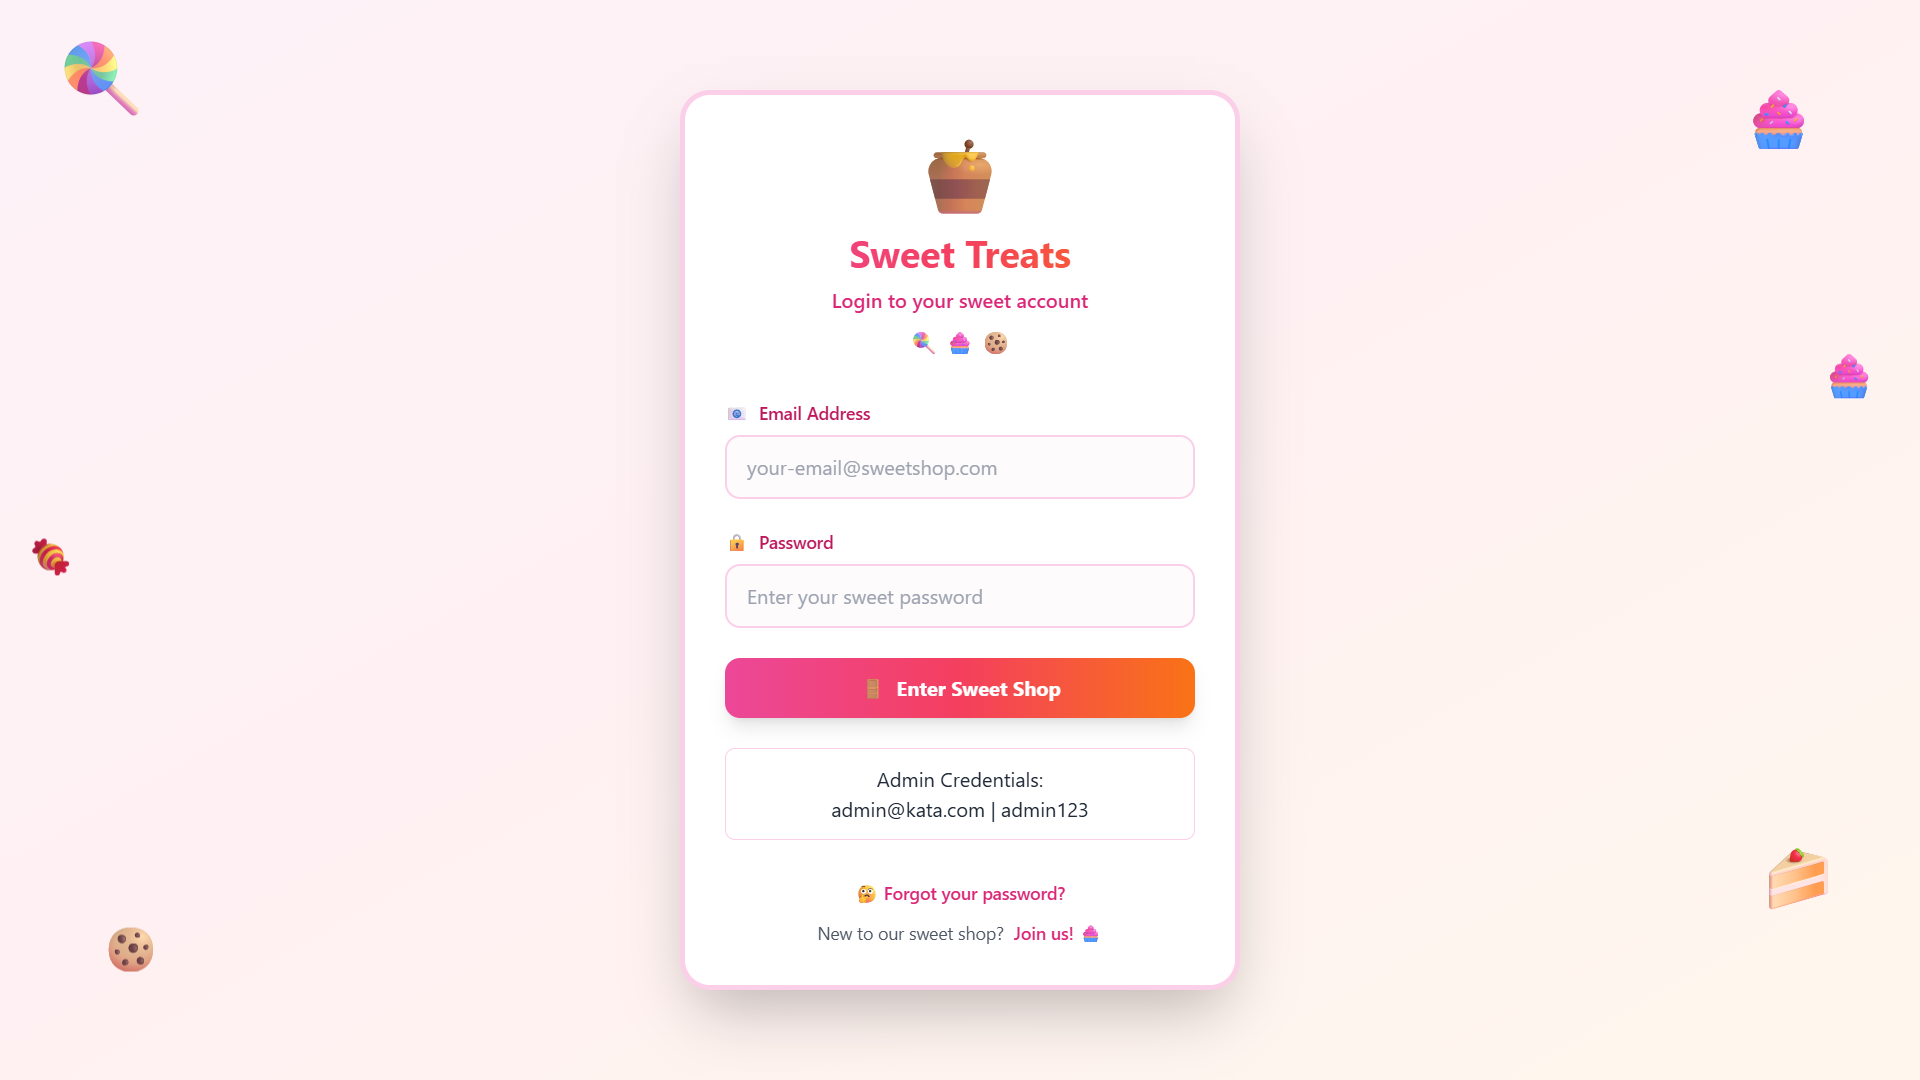 Sweet Treats
Login to your sweet account
Email Address
your-email@sweetshop.com
Password
Enter your sweet password
Enter Sweet Shop
Admin Credentials:
admin@kata.com | admin123
Forgot your password?
New to our sweet shop? Join us!